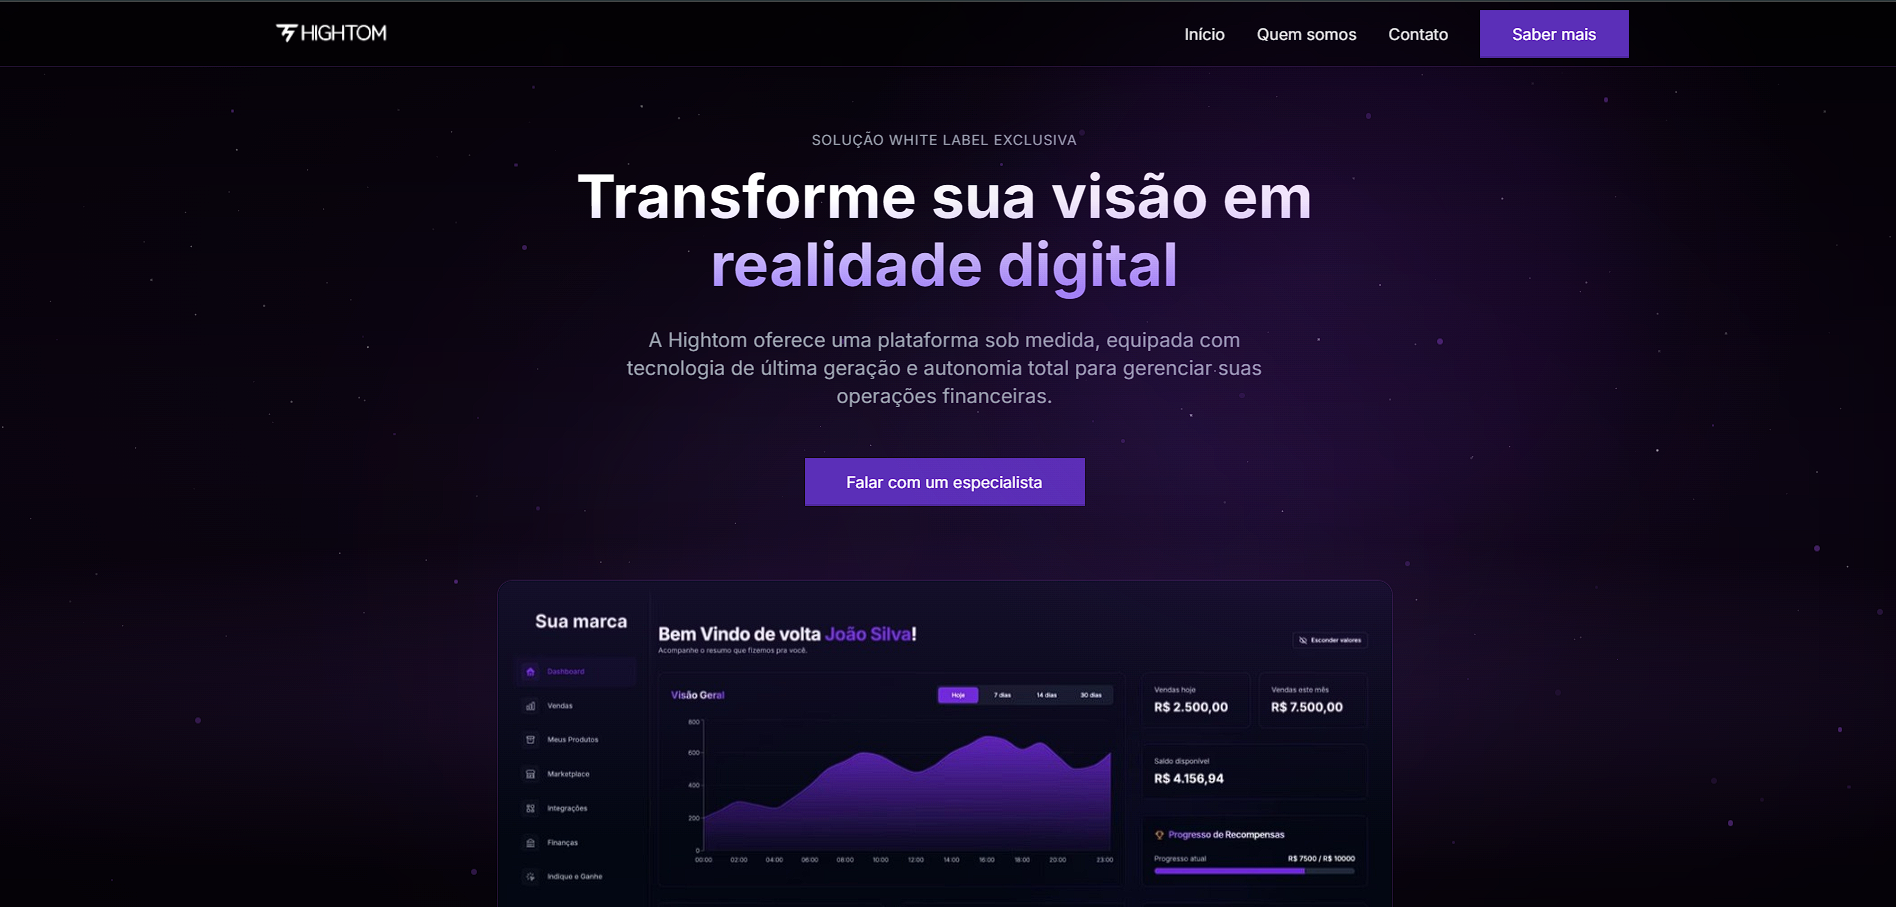 HIGHTOM
Início
Quem somos
Contato
Saber mais
SOLUÇÃO WHITE LABEL EXCLUSIVA
Transforme sua visão em
realidade digital
A Hightom oferece uma plataforma sob medida, equipada com
tecnologia de última geração e autonomia total para gerenciar suas
operações financeiras.
Falar com um especialista
Sua marca
Dashboard
Vendas
Meus Produtos
Marketplace
Integrações
Finanças
Indique e Ganhe
Bem Vindo de volta João Silva!
Acompanhe o resumo que fizemos pra você.
Esconder valores
Visão Geral
Hoje
7 dias
14 dias
30 dias
800
600
400
200
0
00:00 02:00 04:00 06:00 08:00 10:00 12:00 14:00 16:00 18:00 20:00 23:00
Vendas hoje
R$ 2.500,00
Vendas este mês
R$ 7.500,00
Saldo disponível
R$ 4.156,94
Progresso de Recompensas
Progresso atual
R$ 7500 / R$ 10000